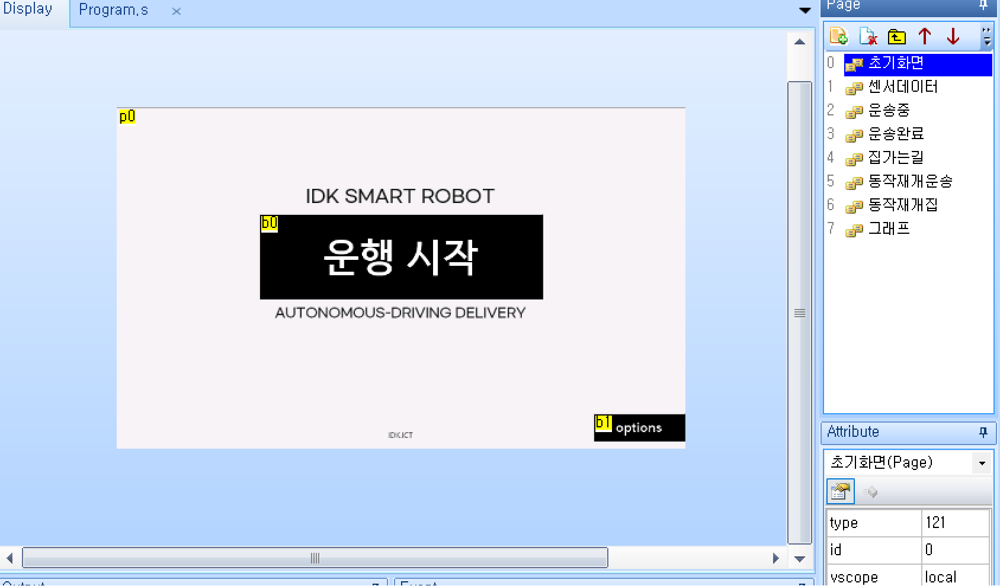 Display
Program.s
Page
0 초기화면
1 센서데이터
2 운송중
3 운송완료
4 집가는길
5 동작재개운송
6 동작재개집
7 그래프
p0
IDK SMART ROBOT
b0
운행 시작
AUTONOMOUS-DRIVING DELIVERY
b1
options
IDK.ICT
Attribute
초기화면(Page)
type 121
id 0
vscope local
Output
Event